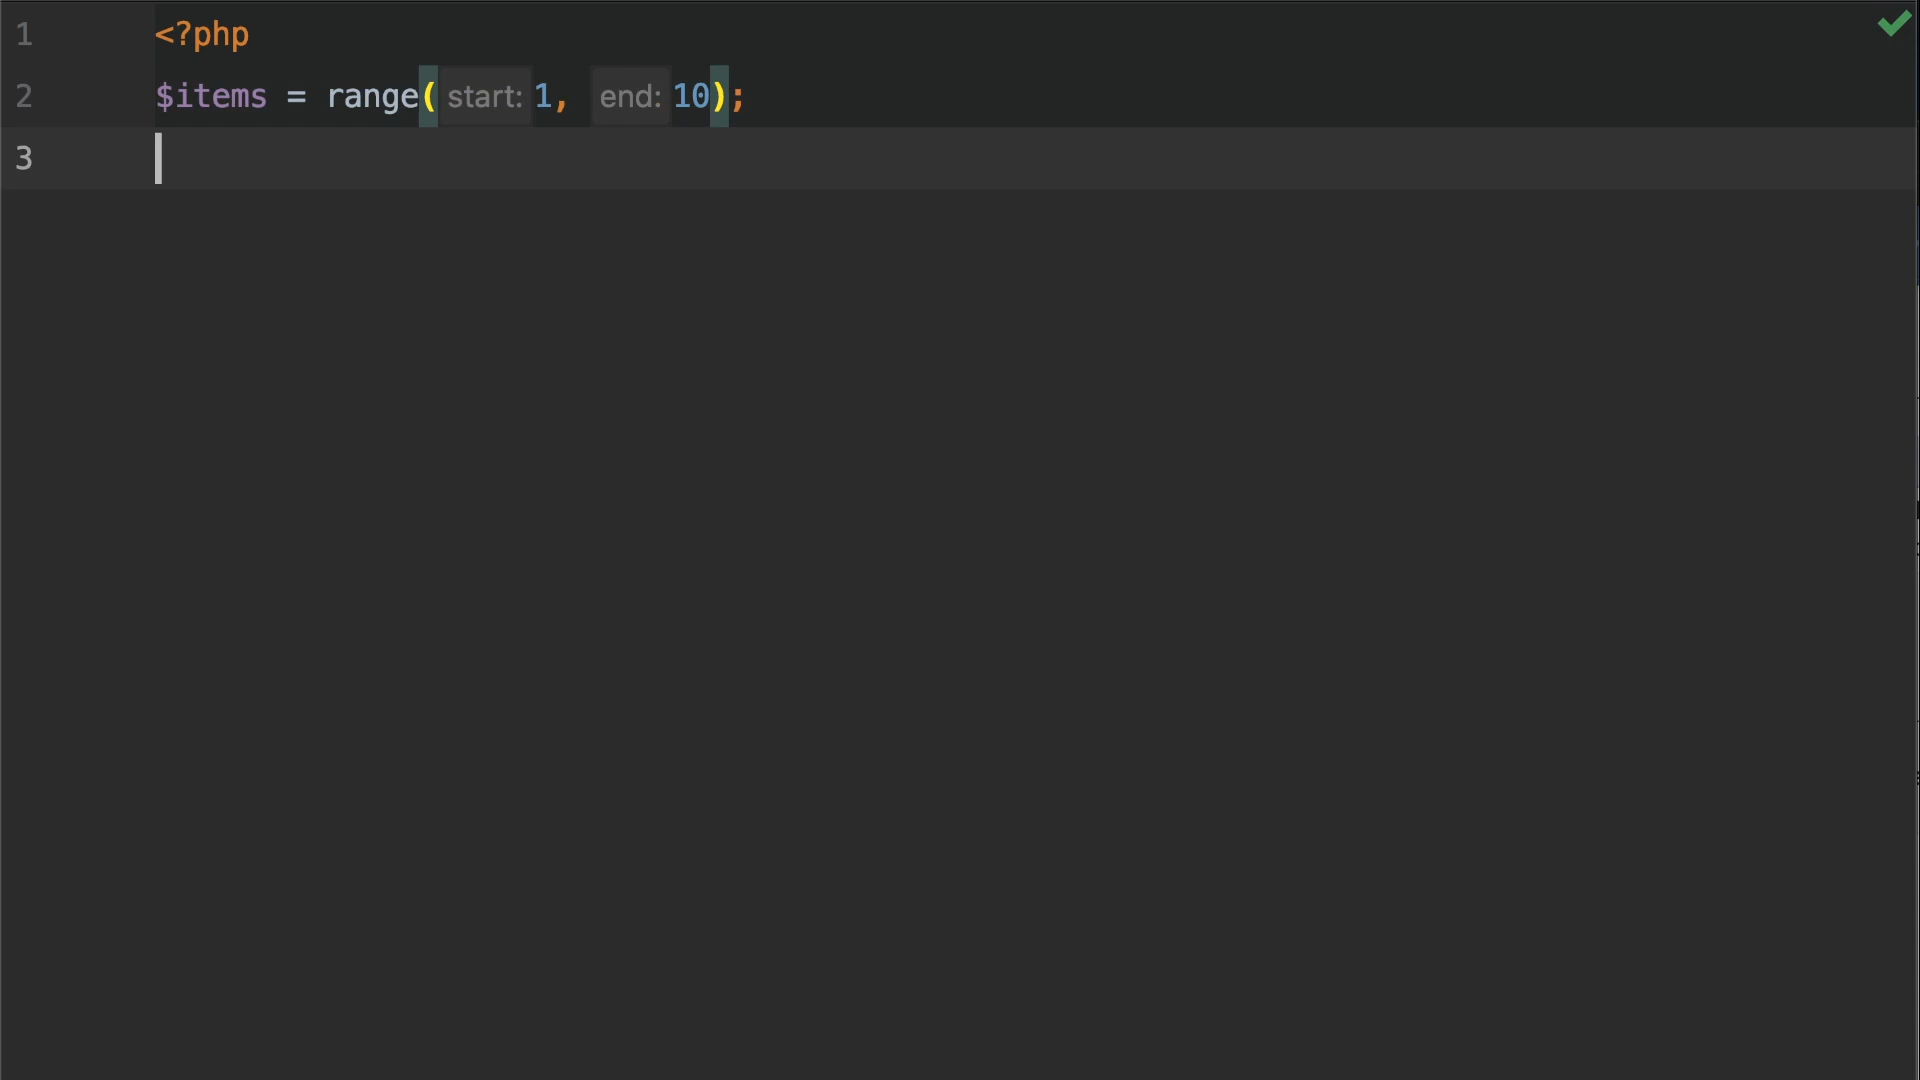 1 <?php
2 $items = range( start: 1, end: 10);
3